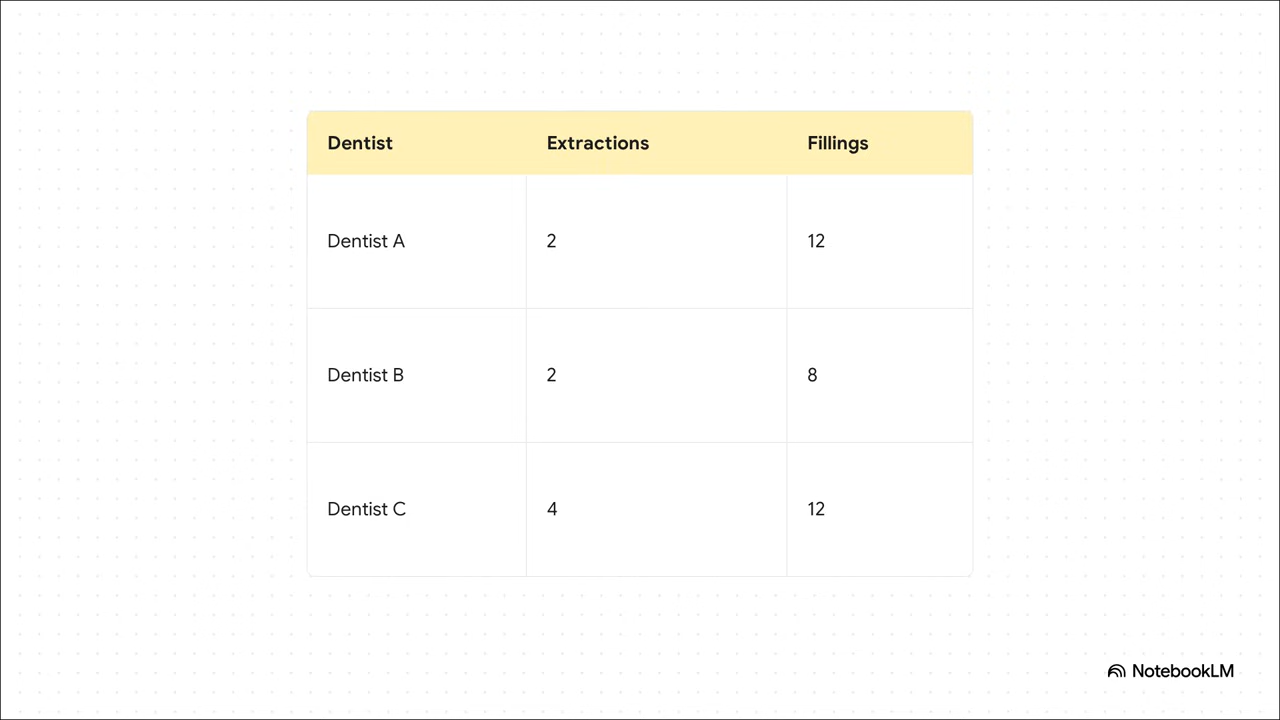 Dentist Extractions Fillings
Dentist A 2 12
Dentist B 2 8
Dentist C 4 12
NotebookLM